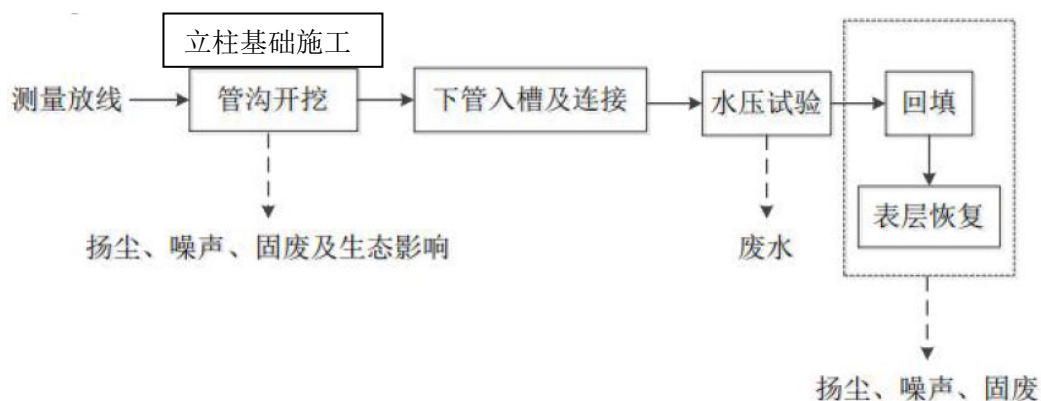 立柱基础施工
测量放线
管沟开挖
下管入槽及连接
水压试验
回填
表层恢复
扬尘、噪声、固废及生态影响
废水
扬尘、噪声、固废